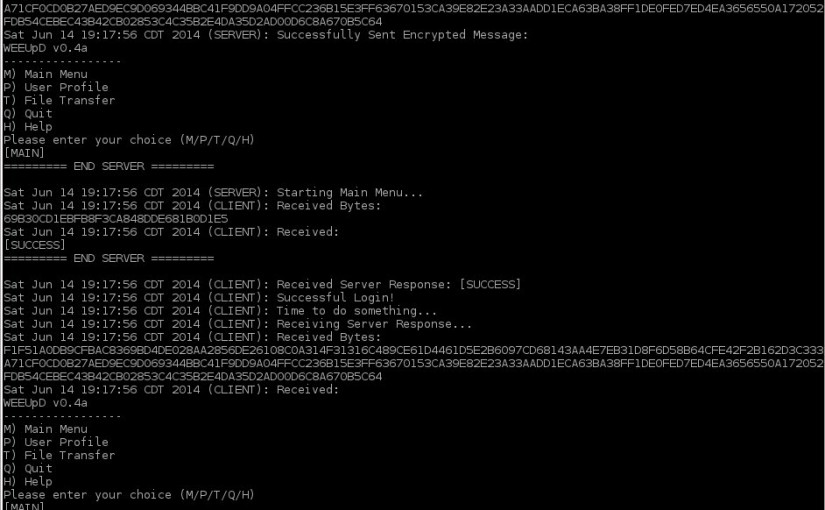 A71CF0CD0B27AED9EC9D069344BBC41F9DD9A04FFCC236B15E3FF63670153CA39E82E23A33AADD1ECA63BA38FF1DE0FED7ED4EA3656550A172052
FDB54CEBEC43B42CB02853C4C35B2E4DA35D2AD00D6C8A670B5C64
Sat Jun 14 19:17:56 CDT 2014 (SERVER): Successfully Sent Encrypted Message:
WEEUpD v0.4a
-----------------
M) Main Menu
P) User Profile
T) File Transfer
Q) Quit
H) Help
Please enter your choice (M/P/T/Q/H)
[MAIN]
========= END SERVER =========
Sat Jun 14 19:17:56 CDT 2014 (SERVER): Starting Main Menu...
Sat Jun 14 19:17:56 CDT 2014 (CLIENT): Received Bytes:
69B30CD1EBFB8F3CA848DDE681B0D1E5
Sat Jun 14 19:17:56 CDT 2014 (CLIENT): Received:
[SUCCESS]
========= END SERVER =========
Sat Jun 14 19:17:56 CDT 2014 (CLIENT): Received Server Response: [SUCCESS]
Sat Jun 14 19:17:56 CDT 2014 (CLIENT): Successful Login!
Sat Jun 14 19:17:56 CDT 2014 (CLIENT): Time to do something...
Sat Jun 14 19:17:56 CDT 2014 (CLIENT): Receiving Server Response...
Sat Jun 14 19:17:56 CDT 2014 (CLIENT): Received Bytes:
F1F51A0DB9CFBAC8369BD4DE028AA2856DE26108C0A314F31316C489CE61D4461D5E2B6097CD68143AA4E7EB31D8F6D58B64CFE42F2B162D3C333
A71CF0CD0B27AED9EC9D069344BBC41F9DD9A04FFCC236B15E3FF63670153CA39E82E23A33AADD1ECA63BA38FF1DE0FED7ED4EA3656550A172052
FDB54CEBEC43B42CB02853C4C35B2E4DA35D2AD00D6C8A670B5C64
Sat Jun 14 19:17:56 CDT 2014 (CLIENT): Received:
WEEUpD v0.4a
-----------------
M) Main Menu
P) User Profile
T) File Transfer
Q) Quit
H) Help
Please enter your choice (M/P/T/Q/H)
[MAIN]